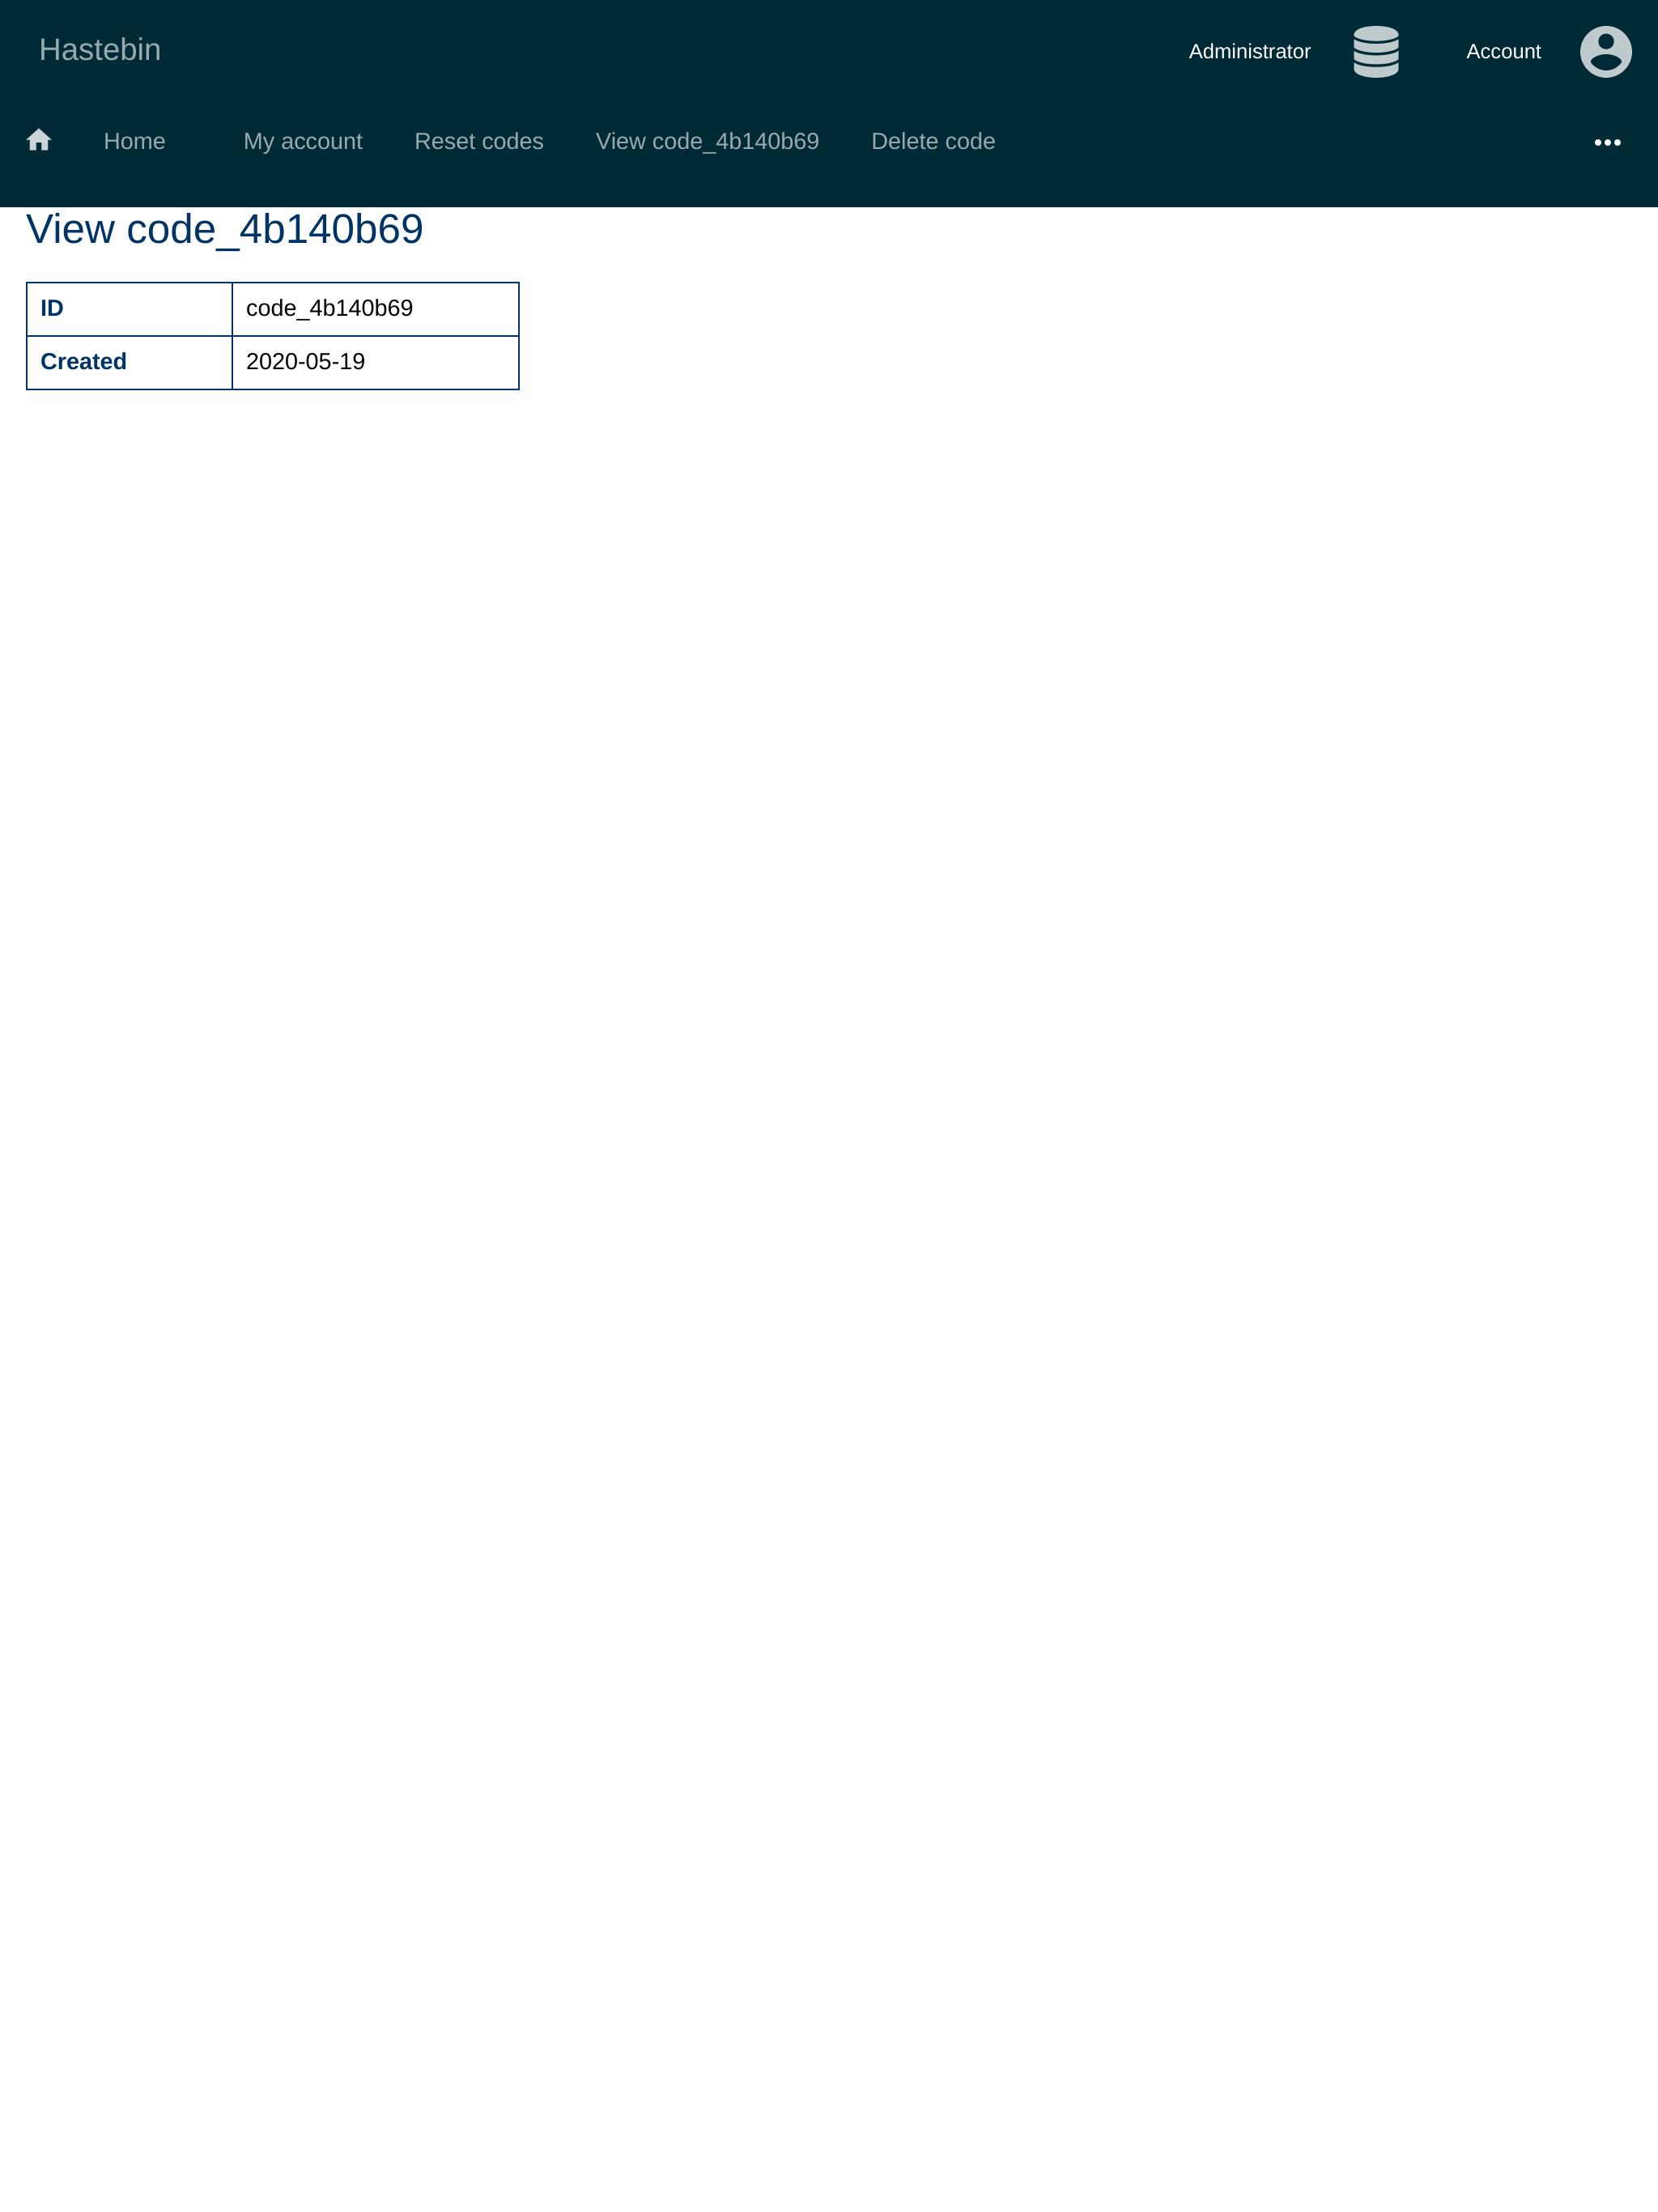 Hastebin
Administrator
Account
Home
My account
Reset codes
View code_4b140b69
Delete code
View code_4b140b69
ID code_4b140b69
Created 2020-05-19